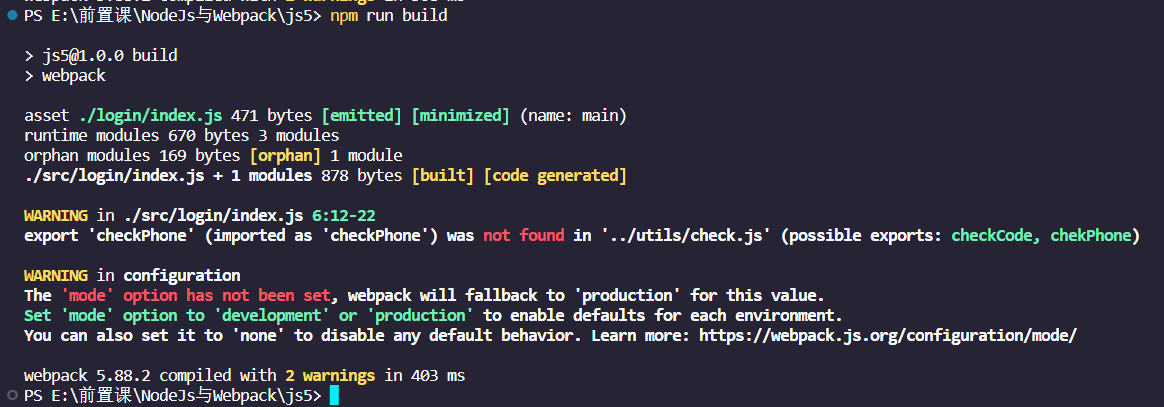 PS E:\前置课\NodeJs与Webpack\js5> npm run build
> js5@1.0.0 build
> webpack
asset ./login/index.js 471 bytes [emitted] [minimized] (name: main)
runtime modules 670 bytes 3 modules
orphan modules 169 bytes [orphan] 1 module
./src/login/index.js + 1 modules 878 bytes [built] [code generated]
WARNING in ./src/login/index.js 6:12-22
export 'checkPhone' (imported as 'checkPhone') was not found in '../utils/check.js' (possible exports: checkCode, chekPhone)
WARNING in configuration
The 'mode' option has not been set, webpack will fallback to 'production' for this value.
Set 'mode' option to 'development' or 'production' to enable defaults for each environment.
You can also set it to 'none' to disable any default behavior. Learn more: https://webpack.js.org/configuration/mode/
webpack 5.88.2 compiled with 2 warnings in 403 ms
PS E:\前置课\NodeJs与Webpack\js5>